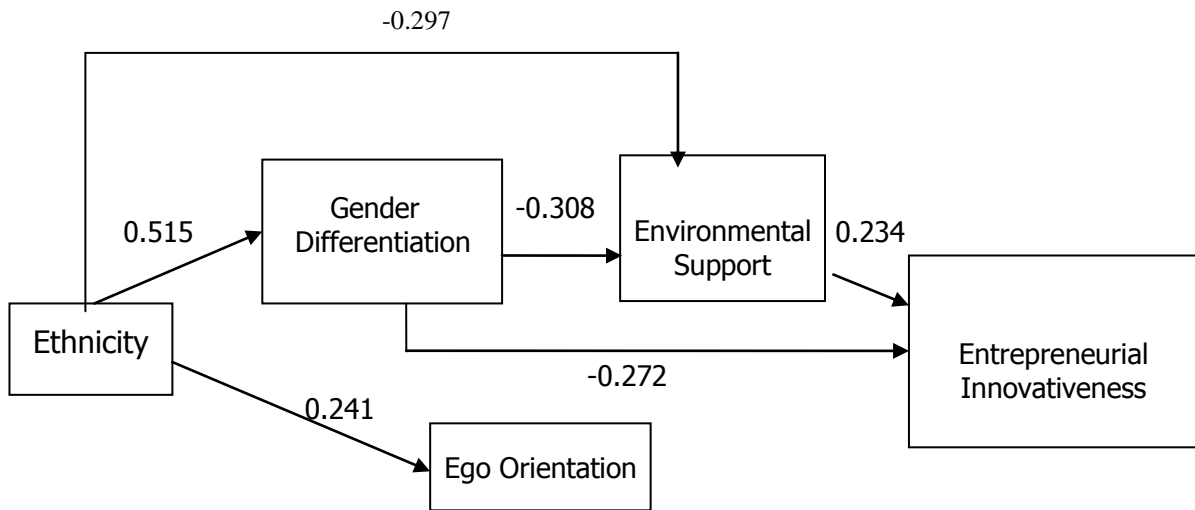 -0.297
Gender
Differentiation
-0.308
Environmental
Support
0.234
0.515
Ethnicity
Entrepreneurial
Innovativeness
-0.272
0.241
Ego Orientation